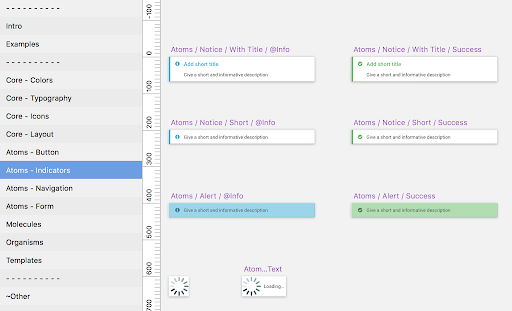 - - - - - - - - - -
Intro
Examples
- - - - - - - - - -
Core - Colors
Core - Typography
Core - Icons
Core - Layout
Atoms - Button
Atoms - Indicators
Atoms - Navigation
Atoms - Form
Molecules
Organisms
Templates
- - - - - - - - - -
~Other
-100
0
100
200
300
400
500
600
700
Atoms / Notice / With Title / @Info
Add short title
Give a short and informative description
Atoms / Notice / With Title / Success
Add short title
Give a short and informative description
Atoms / Notice / Short / @Info
Give a short and informative description
Atoms / Notice / Short / Success
Give a short and informative description
Atoms / Alert / @Info
Give a short and informative description
Atoms / Alert / Success
Give a short and informative description
Atom...Text
Loading...